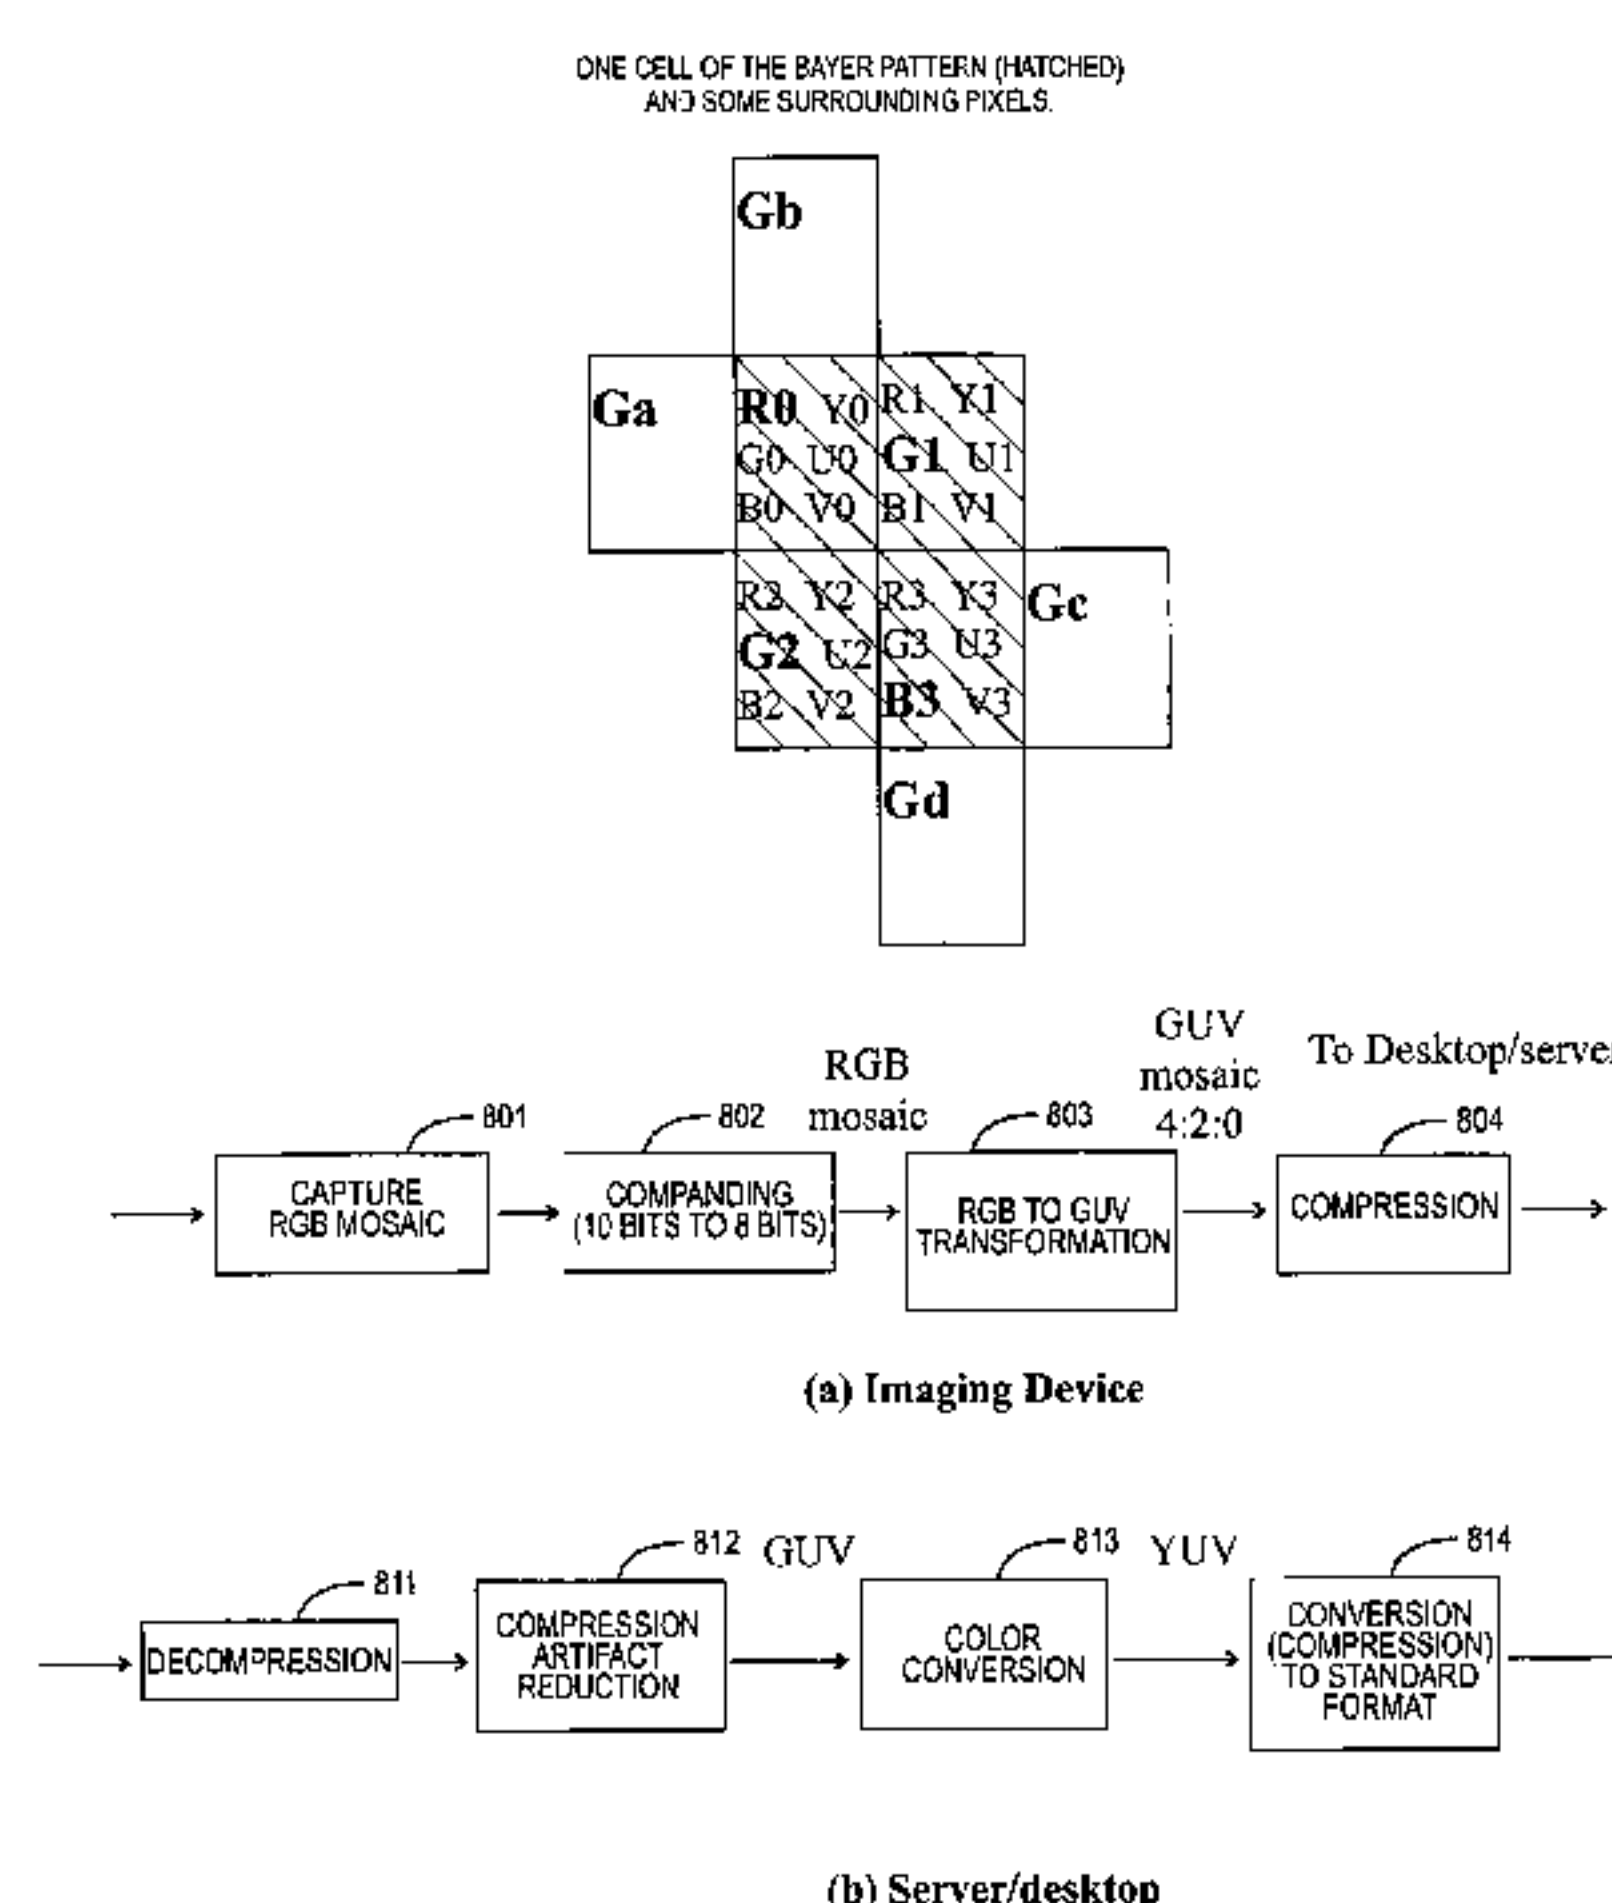 ONE CELL OF THE BAYER PATTERN (HATCHED)
AND SOME SURROUNDING PIXELS.
Gb
Ga
R0 Y0 R1 Y1
G0 U0 G1 U1
B0 V0 B1 V1
R2 Y2 R3 Y3
Gc
G2 U2 G3 U3
B2 V2 B3 V3
Gd
RGB
mosaic
GUV
mosaic
4:2:0
To Desktop/server
801
802
803
804
CAPTURE
RGB MOSAIC
COMPANDING
(10 BITS TO 8 BITS)
RGB TO GUV
TRANSFORMATION
COMPRESSION
(a) Imaging Device
811
812
GUV
813
YUV
814
DECOMPRESSION
COMPRESSION
ARTIFACT
REDUCTION
COLOR
CONVERSION
CONVERSION
(COMPRESSION)
TO STANDARD
FORMAT
(b) Server/desktop